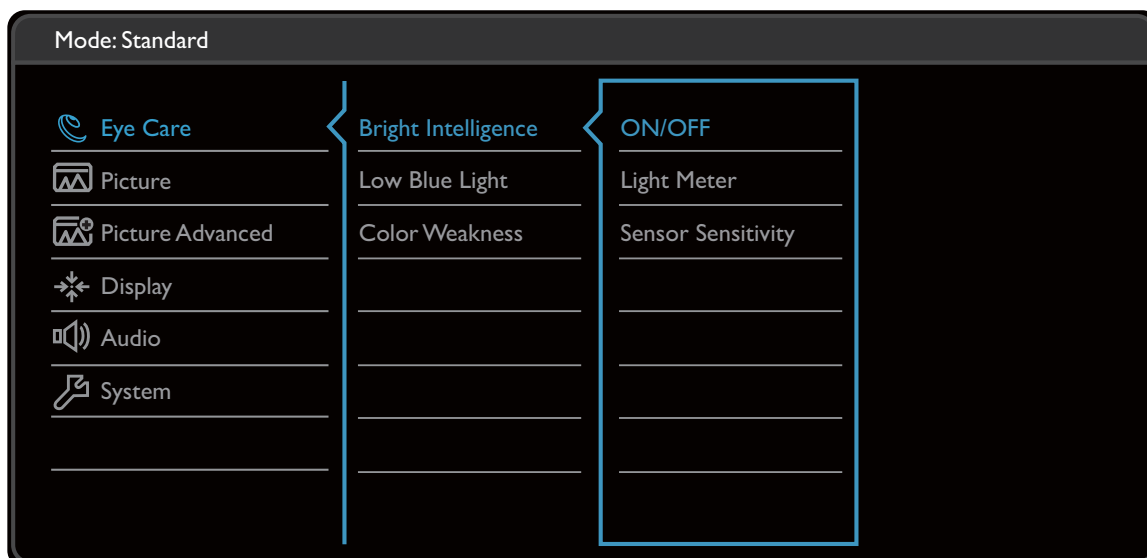 Mode: Standard
Eye Care
Bright Intelligence
ON/OFF
Picture
Low Blue Light
Light Meter
Picture Advanced
Color Weakness
Sensor Sensitivity
Display
Audio
System